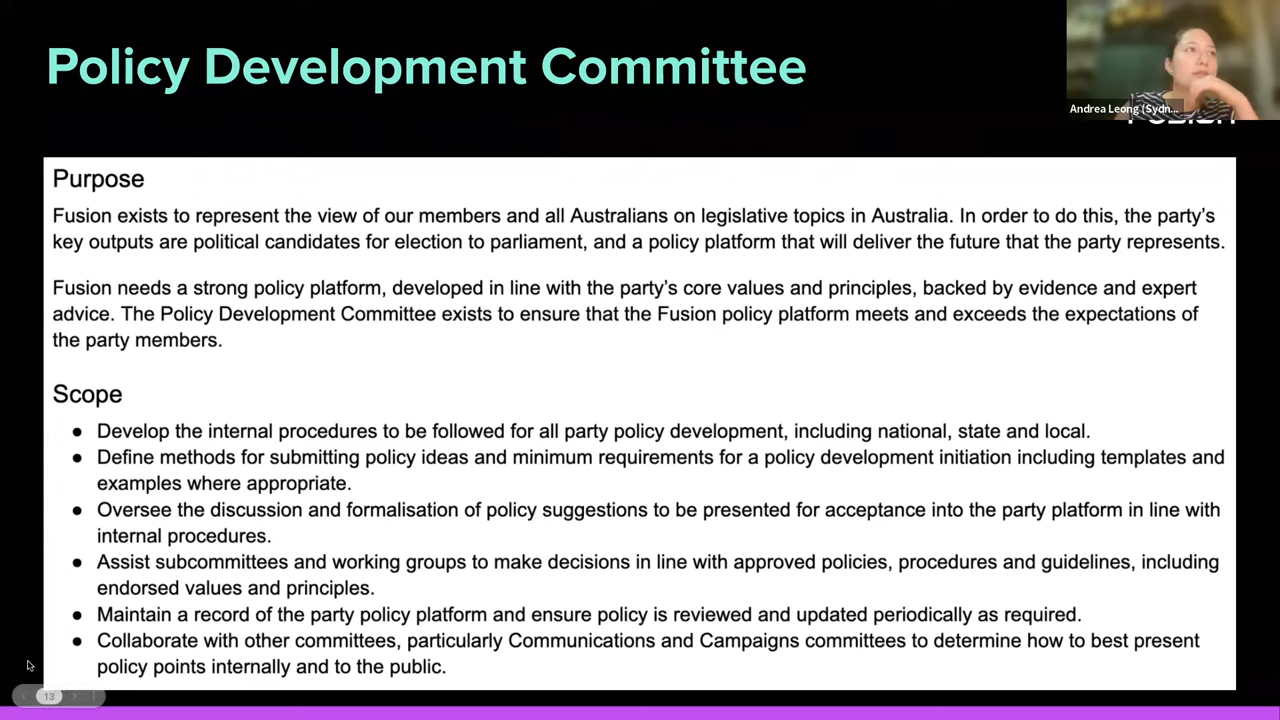 Policy Development Committee
Andrea Leong (Sydn...
Purpose
Fusion exists to represent the view of our members and all Australians on legislative topics in Australia. In order to do this, the party's
key outputs are political candidates for election to parliament, and a policy platform that will deliver the future that the party represents.
Fusion needs a strong policy platform, developed in line with the party's core values and principles, backed by evidence and expert
advice. The Policy Development Committee exists to ensure that the Fusion policy platform meets and exceeds the expectations of
the party members.
Scope
● Develop the internal procedures to be followed for all party policy development, including national, state and local.
● Define methods for submitting policy ideas and minimum requirements for a policy development initiation including templates and
examples where appropriate.
● Oversee the discussion and formalisation of policy suggestions to be presented for acceptance into the party platform in line with
internal procedures.
● Assist subcommittees and working groups to make decisions in line with approved policies, procedures and guidelines, including
endorsed values and principles.
● Maintain a record of the party policy platform and ensure policy is reviewed and updated periodically as required.
● Collaborate with other committees, particularly Communications and Campaigns committees to determine how to best present
policy points internally and to the public.
13